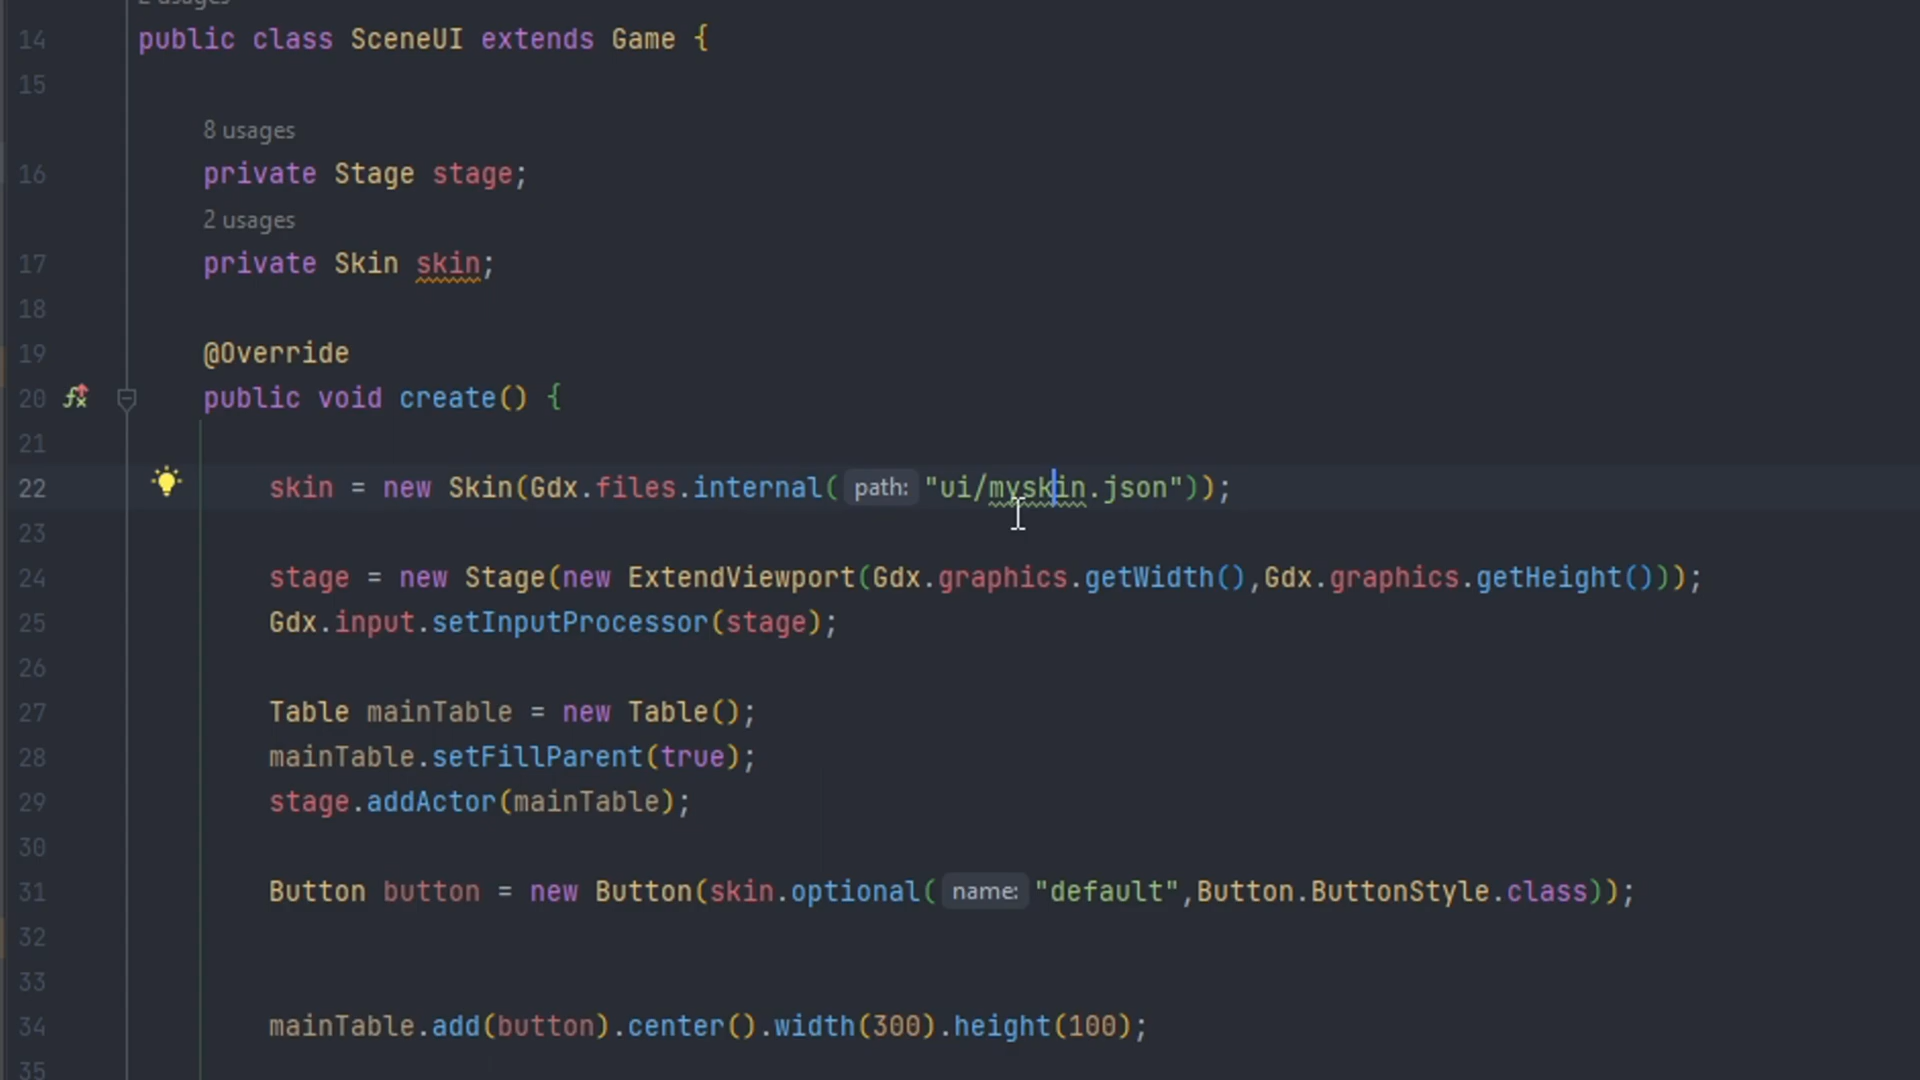 2 usages
14 public class SceneUI extends Game {
15
8 usages
16 private Stage stage;
2 usages
17 private Skin skin;
18
19 @Override
20 public void create() {
21
22 skin = new Skin(Gdx.files.internal( path: "ui/myskin.json"));
23
24 stage = new Stage(new ExtendViewport(Gdx.graphics.getWidth(),Gdx.graphics.getHeight()));
25 Gdx.input.setInputProcessor(stage);
26
27 Table mainTable = new Table();
28 mainTable.setFillParent(true);
29 stage.addActor(mainTable);
30
31 Button button = new Button(skin.optional( name: "default",Button.ButtonStyle.class));
32
33
34 mainTable.add(button).center().width(300).height(100);
35